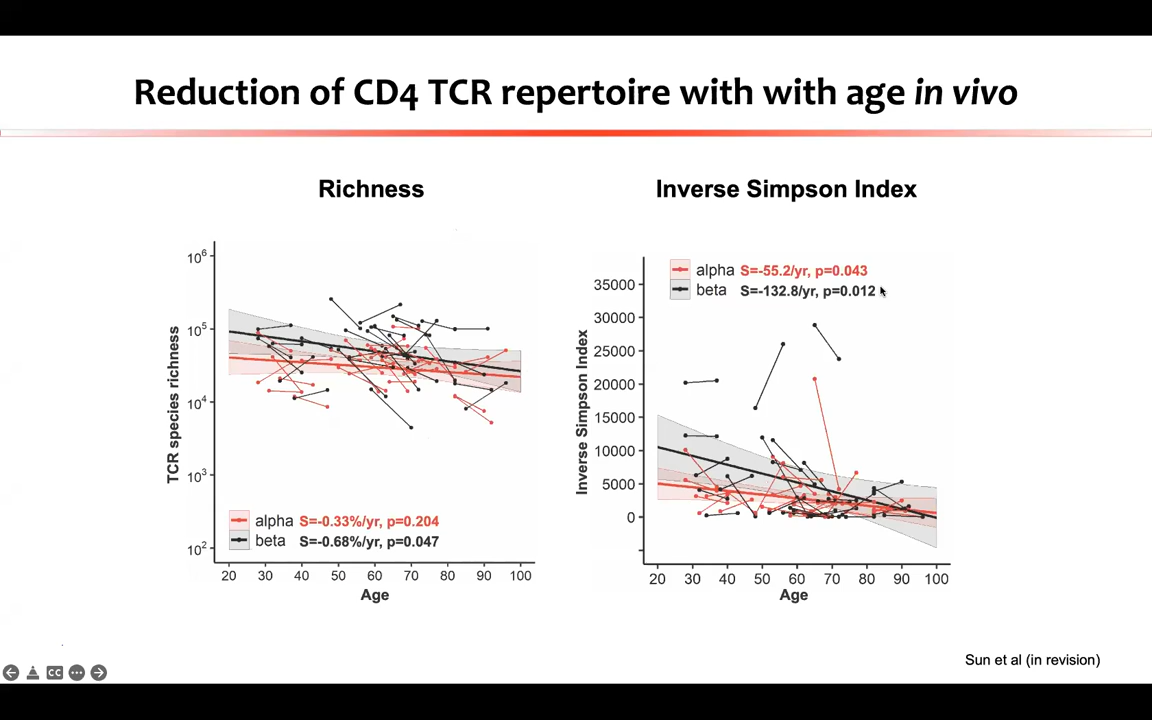 Reduction of CD4 TCR repertoire with with age in vivo
Richness
Inverse Simpson Index
TCR species richness
10⁶
10⁵
10⁴
10³
10²
alpha S=-0.33%/yr, p=0.204
beta S=-0.68%/yr, p=0.047
20 30 40 50 60 70 80 90 100
Age
Inverse Simpson Index
35000
30000
25000
20000
15000
10000
5000
0
alpha S=-55.2/yr, p=0.043
beta S=-132.8/yr, p=0.012
20 30 40 50 60 70 80 90 100
Age
Sun et al (in revision)
CC